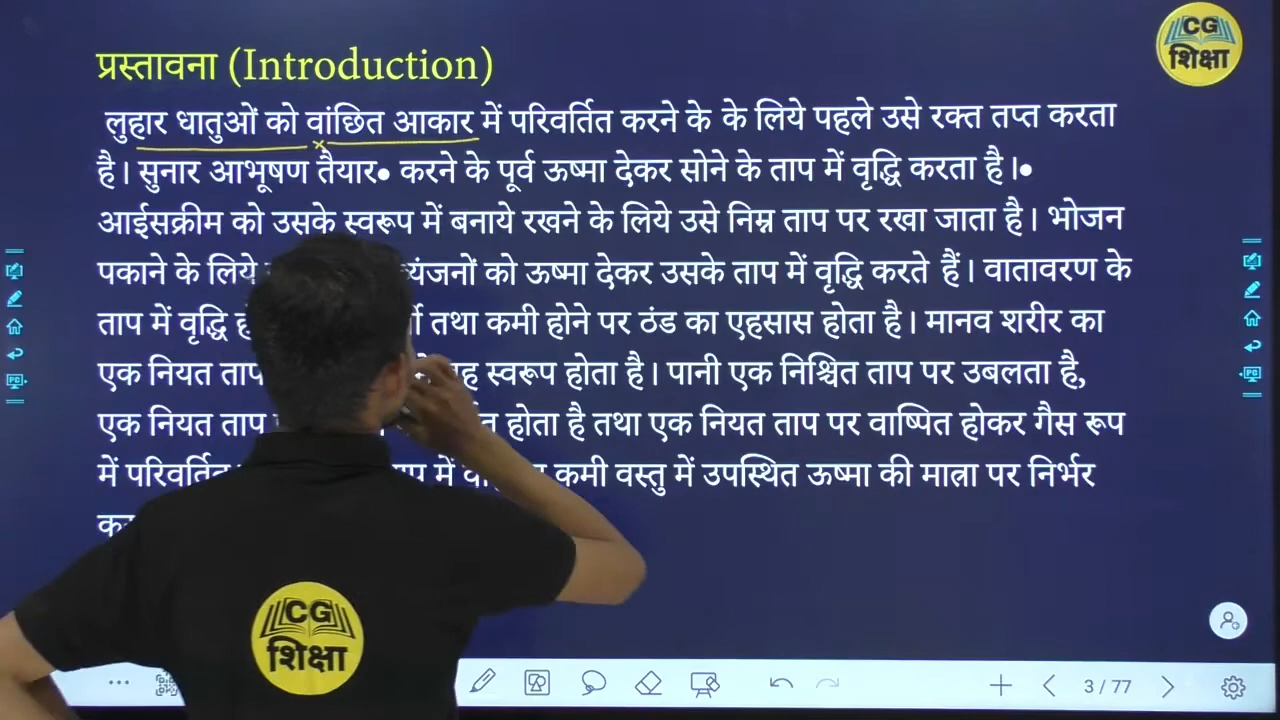 प्रस्तावना (Introduction)
CG
शिक्षा
लुहार धातुओं को वांछित आकार में परिवर्तित करने के के लिये पहले उसे रक्त तप्त करता
है। सुनार आभूषण तैयार• करने के पूर्व ऊष्मा देकर सोने के ताप में वृद्धि करता है।•
आईसक्रीम को उसके स्वरूप में बनाये रखने के लिये उसे निम्न ताप पर रखा जाता है। भोजन
पकाने के लिये को ऊष्मा देकर उसके ताप में वृद्धि करते हैं। वातावरण के
ताप में वृद्धि तथा कमी होने पर ठंड का एहसास होता है। मानव शरीर का
एक नियत ताप स्वरूप होता है। पानी एक निश्चित ताप पर उबलता है,
एक नियत ताप होता है तथा एक नियत ताप पर वाष्पित होकर गैस रूप
में कमी वस्तु में उपस्थित ऊष्मा की मात्रा पर निर्भर
CG
शिक्षा
3 / 77